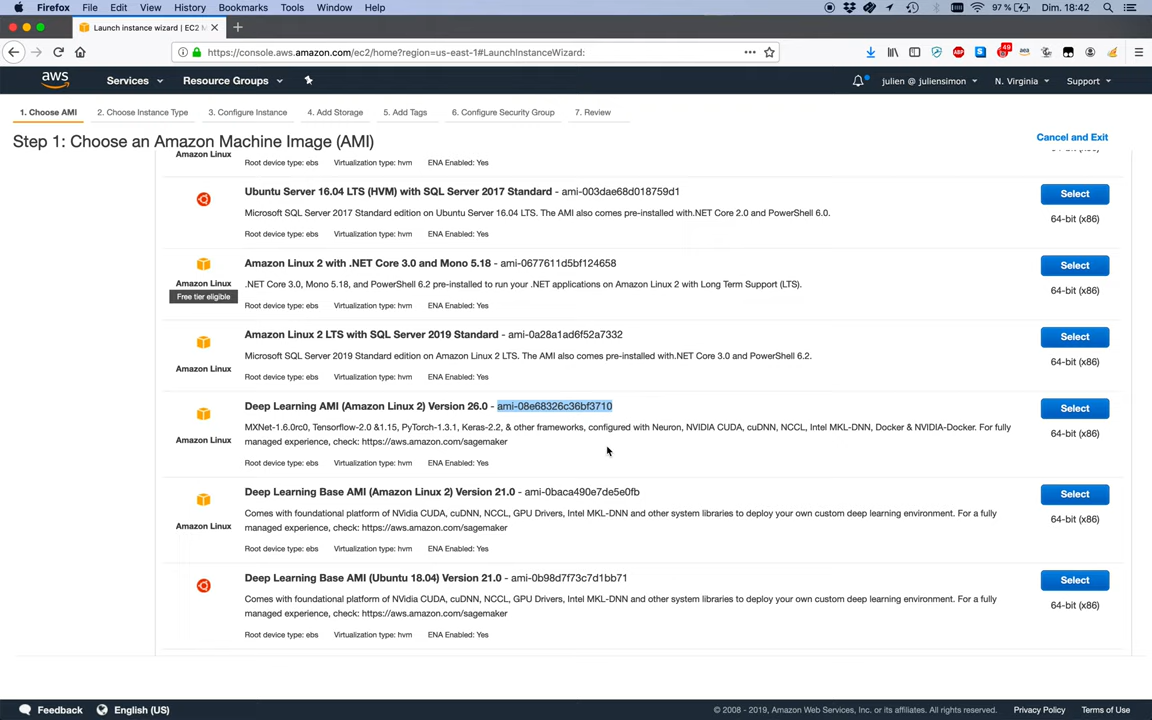 Firefox File Edit View History Bookmarks Tools Window Help 97 % Dim. 18:42
Launch instance wizard | EC2 M
https://console.aws.amazon.com/ec2/home?region=us-east-1#LaunchInstanceWizard:
aws Services Resource Groups julien @ juliensimon N. Virginia Support
1. Choose AMI 2. Choose Instance Type 3. Configure Instance 4. Add Storage 5. Add Tags 6. Configure Security Group 7. Review
Step 1: Choose an Amazon Machine Image (AMI) Cancel and Exit
Amazon Linux Root device type: ebs Virtualization type: hvm ENA Enabled: Yes
Ubuntu Server 16.04 LTS (HVM) with SQL Server 2017 Standard - ami-003dae68d018759d1 Select
Microsoft SQL Server 2017 Standard edition on Ubuntu Server 16.04 LTS. The AMI also comes pre-installed with.NET Core 2.0 and PowerShell 6.0. 64-bit (x86)
Root device type: ebs Virtualization type: hvm ENA Enabled: Yes
Amazon Linux 2 with .NET Core 3.0 and Mono 5.18 - ami-0677611d5bf124658 Select
Amazon Linux .NET Core 3.0, Mono 5.18, and PowerShell 6.2 pre-installed to run your .NET applications on Amazon Linux 2 with Long Term Support (LTS). 64-bit (x86)
Free tier eligible
Root device type: ebs Virtualization type: hvm ENA Enabled: Yes
Amazon Linux 2 LTS with SQL Server 2019 Standard - ami-0a28a1ad6f52a7332 Select
Microsoft SQL Server 2019 Standard edition on Amazon Linux 2 LTS. The AMI also comes pre-installed with.NET Core 3.0 and PowerShell 6.2. 64-bit (x86)
Amazon Linux
Root device type: ebs Virtualization type: hvm ENA Enabled: Yes
Deep Learning AMI (Amazon Linux 2) Version 26.0 - ami-08e68326c36bf3710 Select
MXNet-1.6.0rc0, Tensorflow-2.0 &1.15, PyTorch-1.3.1, Keras-2.2, & other frameworks, configured with Neuron, NVIDIA CUDA, cuDNN, NCCL, Intel MKL-DNN, Docker & NVIDIA-Docker. For fully 64-bit (x86)
Amazon Linux managed experience, check: https://aws.amazon.com/sagemaker
Root device type: ebs Virtualization type: hvm ENA Enabled: Yes
Deep Learning Base AMI (Amazon Linux 2) Version 21.0 - ami-0baca490e7de5e0fb Select
Comes with foundational platform of NVidia CUDA, cuDNN, NCCL, GPU Drivers, Intel MKL-DNN and other system libraries to deploy your own custom deep learning environment. For a fully 64-bit (x86)
Amazon Linux managed experience, check: https://aws.amazon.com/sagemaker
Root device type: ebs Virtualization type: hvm ENA Enabled: Yes
Deep Learning Base AMI (Ubuntu 18.04) Version 21.0 - ami-0b98d7f73c7d1bb71 Select
Comes with foundational platform of NVidia CUDA, cuDNN, NCCL, GPU Drivers, Intel MKL-DNN and other system libraries to deploy your own custom deep learning environment. For a fully 64-bit (x86)
managed experience, check: https://aws.amazon.com/sagemaker
Root device type: ebs Virtualization type: hvm ENA Enabled: Yes
Feedback English (US) © 2008 - 2019, Amazon Web Services, Inc. or its affiliates. All rights reserved. Privacy Policy Terms of Use